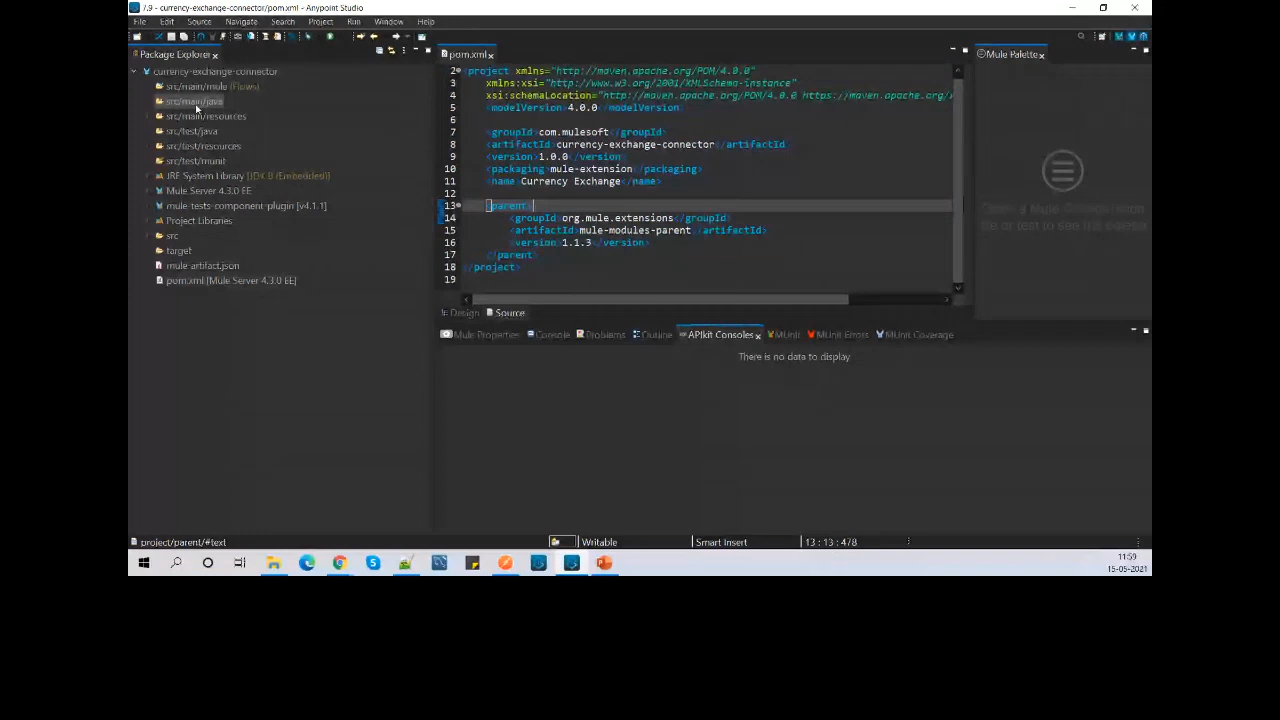 7.9 - currency-exchange-connector/pom.xml - Anypoint Studio
File Edit Source Navigate Search Project Run Window Help
Package Explorer
currency-exchange-connector
src/main/mule (Flows)
src/main/java
src/main/resources
src/test/java
src/test/resources
src/test/munit
JRE System Library [JDK 8 (Embedded)]
Mule Server 4.3.0 EE
mule-tests-component-plugin [v4.1.1]
Project Libraries
src
target
mule-artifact.json
pom.xml [Mule Server 4.3.0 EE]
pom.xml
2 <project xmlns="http://maven.apache.org/POM/4.0.0"
3 xmlns:xsi="http://www.w3.org/2001/XMLSchema-instance"
4 xsi:schemaLocation="http://maven.apache.org/POM/4.0.0 https://maven.apache.org/x
5 <modelVersion>4.0.0</modelVersion>
6
7 <groupId>com.mulesoft</groupId>
8 <artifactId>currency-exchange-connector</artifactId>
9 <version>1.0.0</version>
10 <packaging>mule-extension</packaging>
11 <name>Currency Exchange</name>
12
13 <parent>
14 <groupId>org.mule.extensions</groupId>
15 <artifactId>mule-modules-parent</artifactId>
16 <version>1.1.3</version>
17 </parent>
18 </project>
19
Design Source
Mule Palette
Mule Properties Console Problems Outline APIkit Consoles MUnit MUnit Errors MUnit Coverage
There is no data to display
project/parent/#text
Writable
Smart Insert
13 : 13 : 478
11:59
15-05-2021